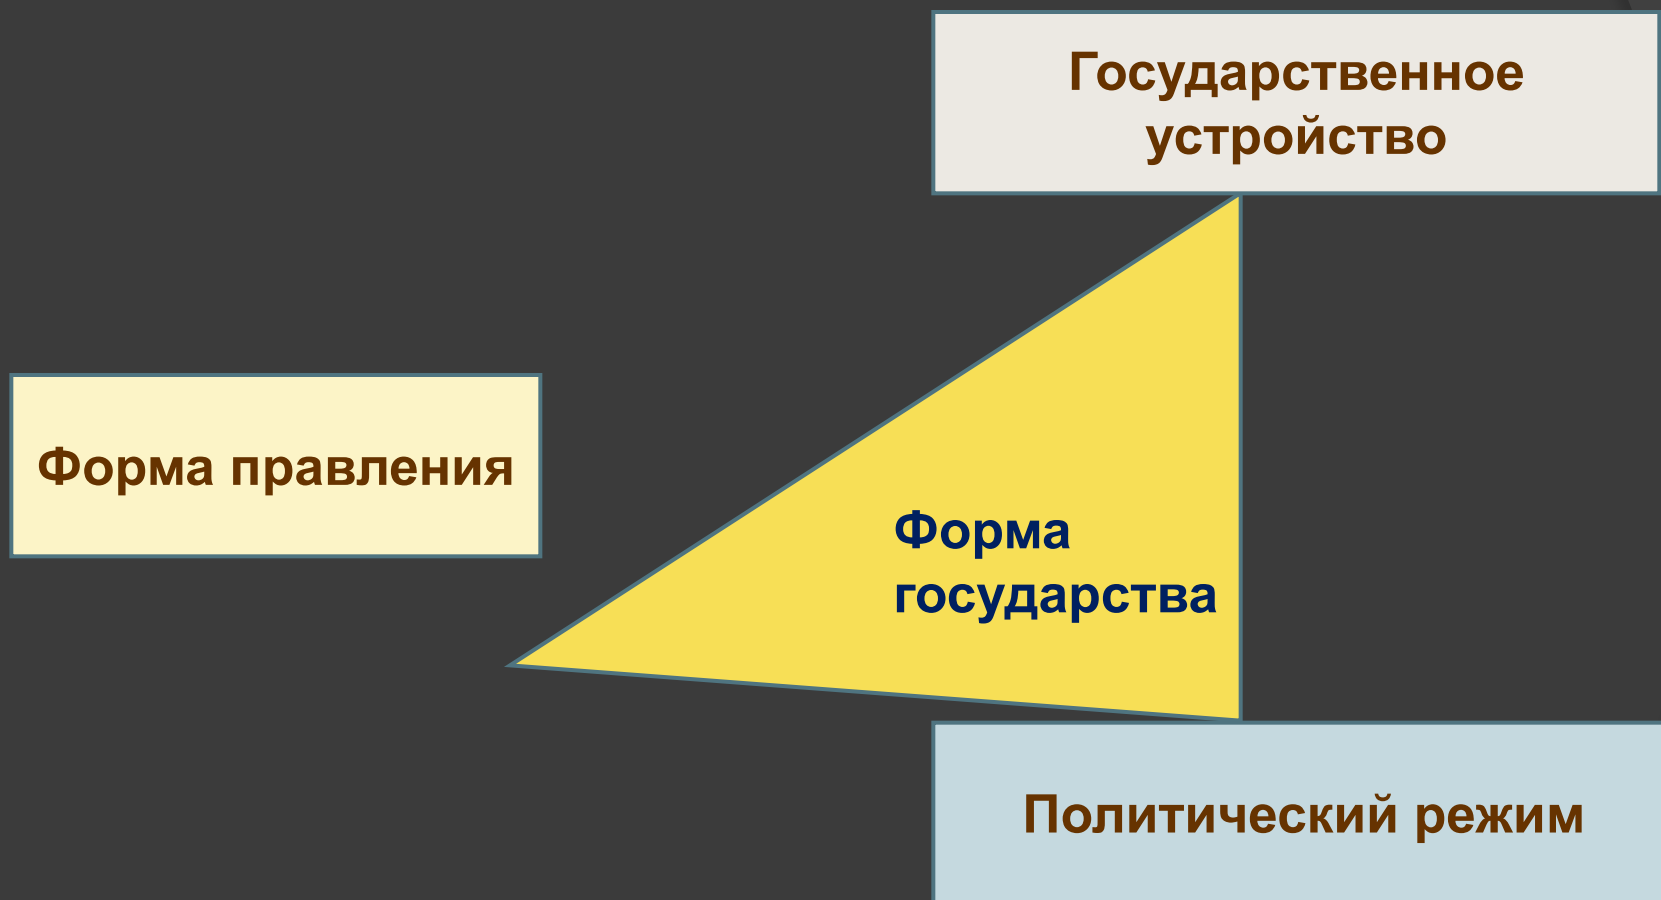 Государственное
устройство
Форма правления
Форма
государства
Политический режим